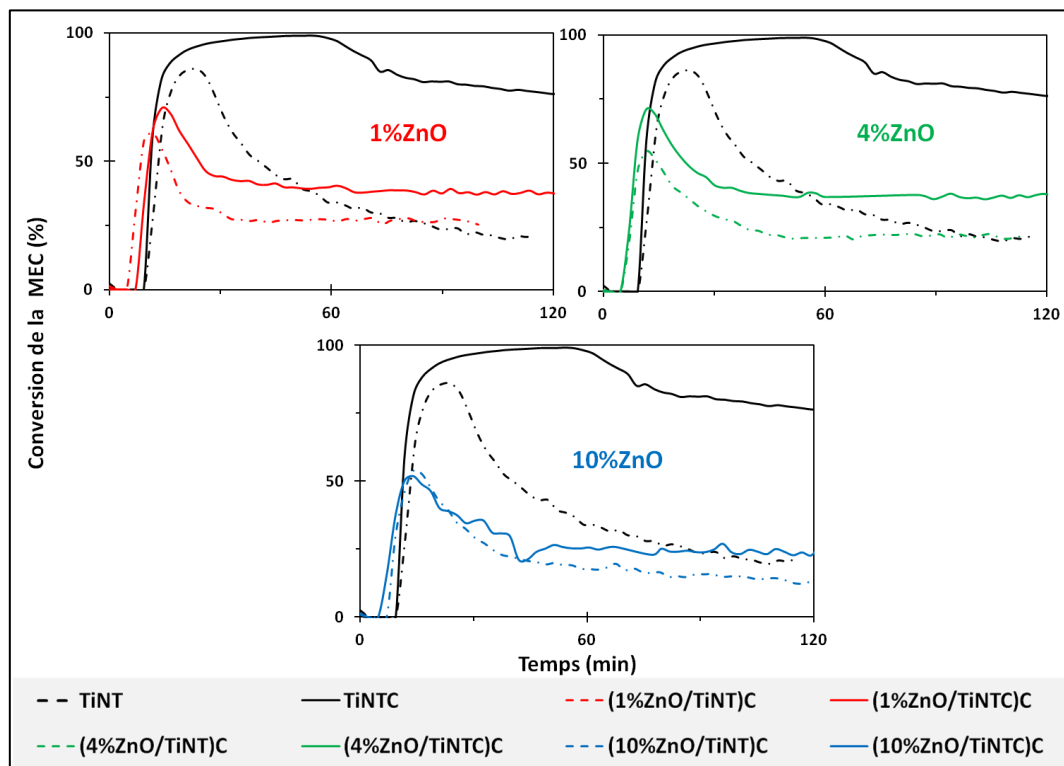 Conversion de la MEC (%)
100
50
0
0
60
120
1%ZnO
100
50
0
0
60
120
4%ZnO
100
50
0
0
60
120
10%ZnO
Temps (min)
TiNT
TiNTC
(1%ZnO/TiNT)C
(1%ZnO/TiNTC)C
(4%ZnO/TiNT)C
(4%ZnO/TiNTC)C
(10%ZnO/TiNT)C
(10%ZnO/TiNTC)C